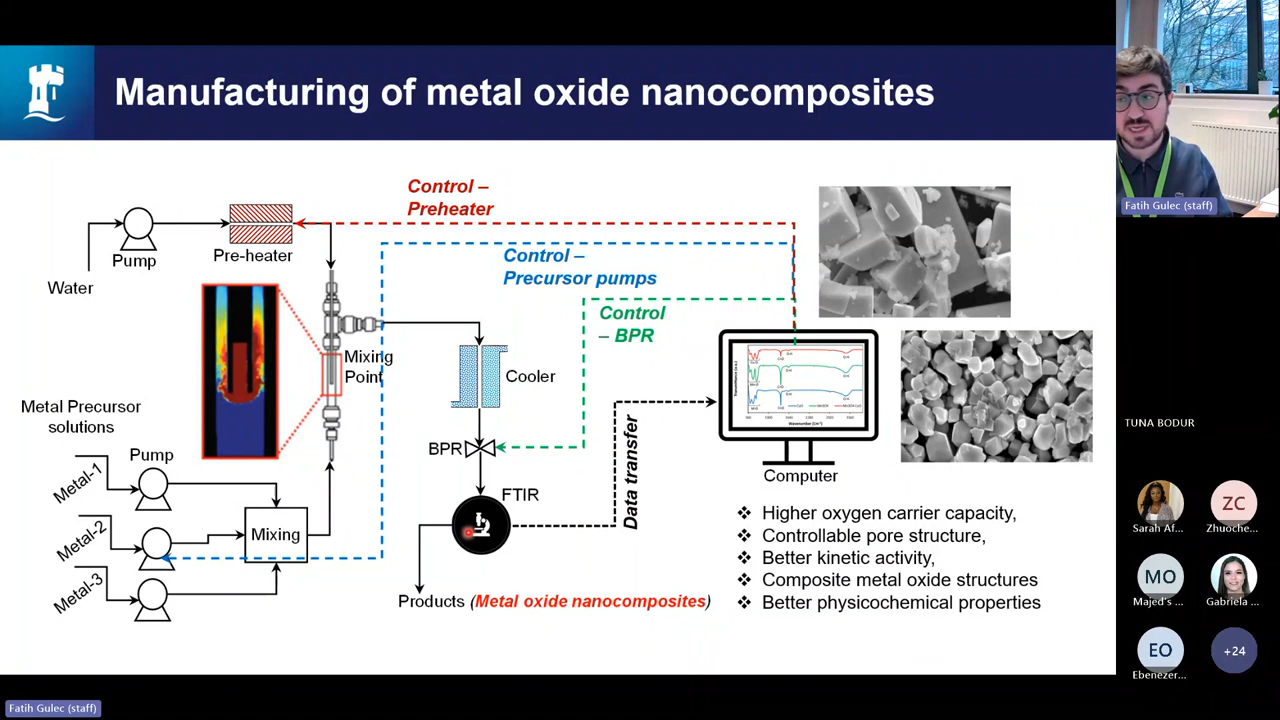 Manufacturing of metal oxide nanocomposites
Fatih Gulec (staff)
Control –
Preheater
Pump
Pre-heater
Water
Control –
Precursor pumps
Control
– BPR
Mixing
Point
Cooler
Metal Precursor
solutions
BPR
Pump
Metal-1
Metal-2
Metal-3
Mixing
FTIR
Data transfer
Computer
Products (Metal oxide nanocomposites)
❖ Higher oxygen carrier capacity,
❖ Controllable pore structure,
❖ Better kinetic activity,
❖ Composite metal oxide structures
❖ Better physicochemical properties
TUNA BODUR
Sarah Af...
ZC
Zhuoche...
MO
Majed's ...
Gabriela ...
EO
Ebenezer...
+24
Fatih Gulec (staff)